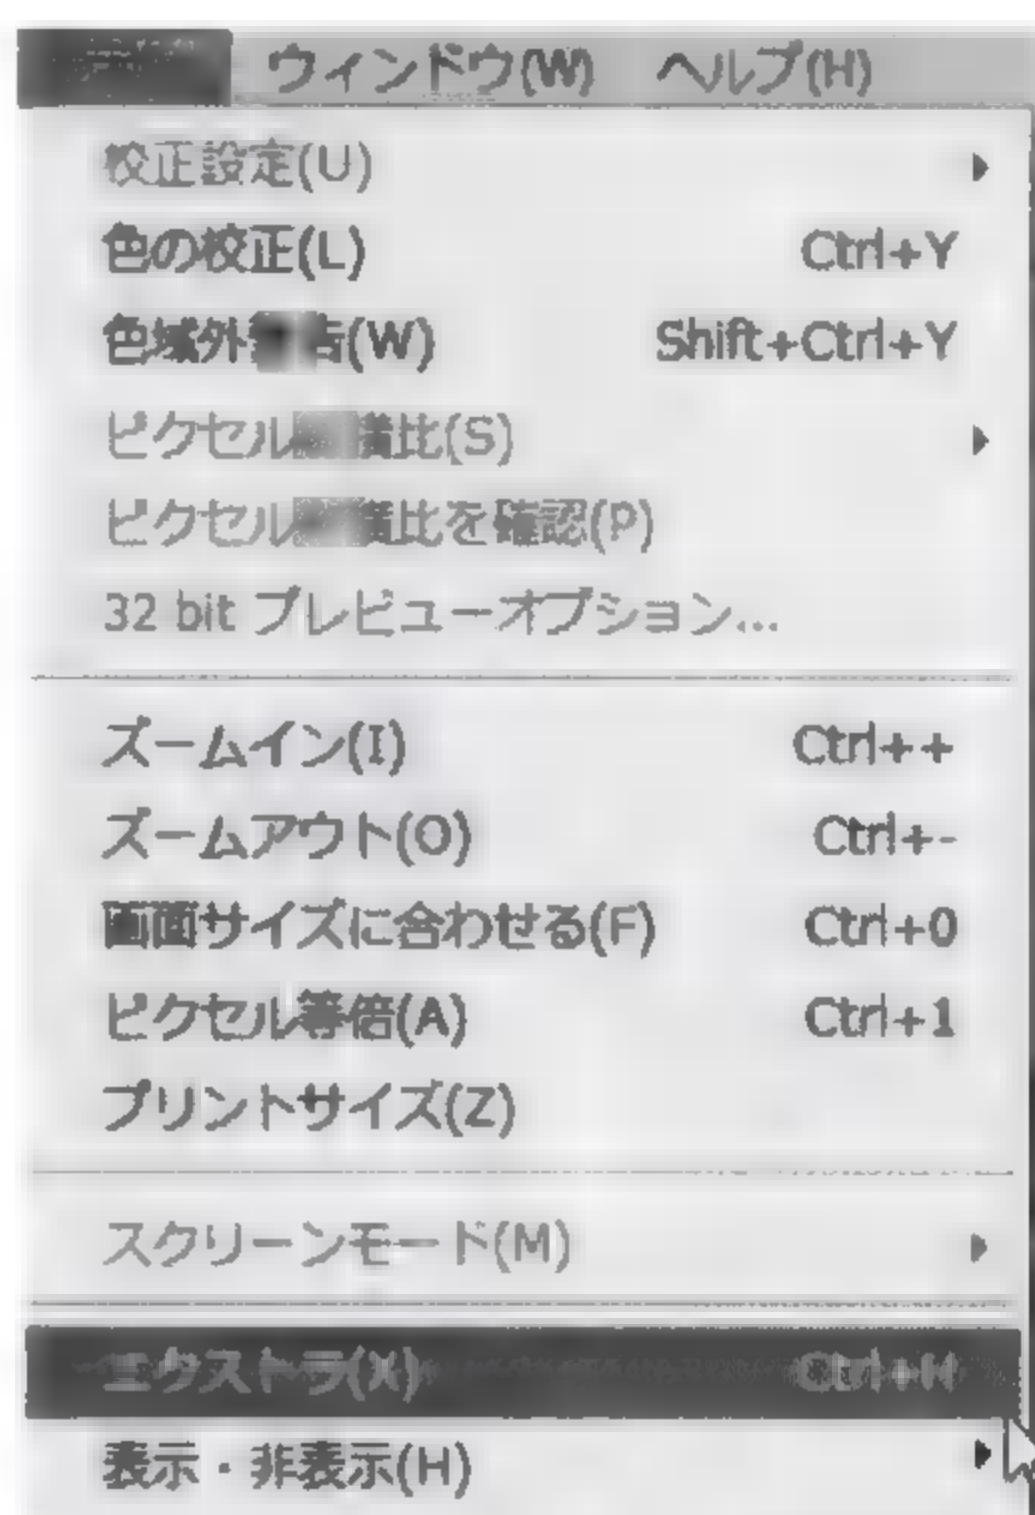 ウィンドウ(W) ヘルプ(H)
校正設定(U)
色の校正(L) Ctrl+Y
色域外警告(W) Shift+Ctrl+Y
ピクセル縦横比(S)
ピクセル縦横比を確認(P)
32 bit プレビューオプション...
ズームイン(I) Ctrl++
ズームアウト(O) Ctrl+-
画面サイズに合わせる(F) Ctrl+0
ピクセル等倍(A) Ctrl+1
プリントサイズ(Z)
スクリーンモード(M)
エクストラ(X) Ctrl+H
表示・非表示(H)